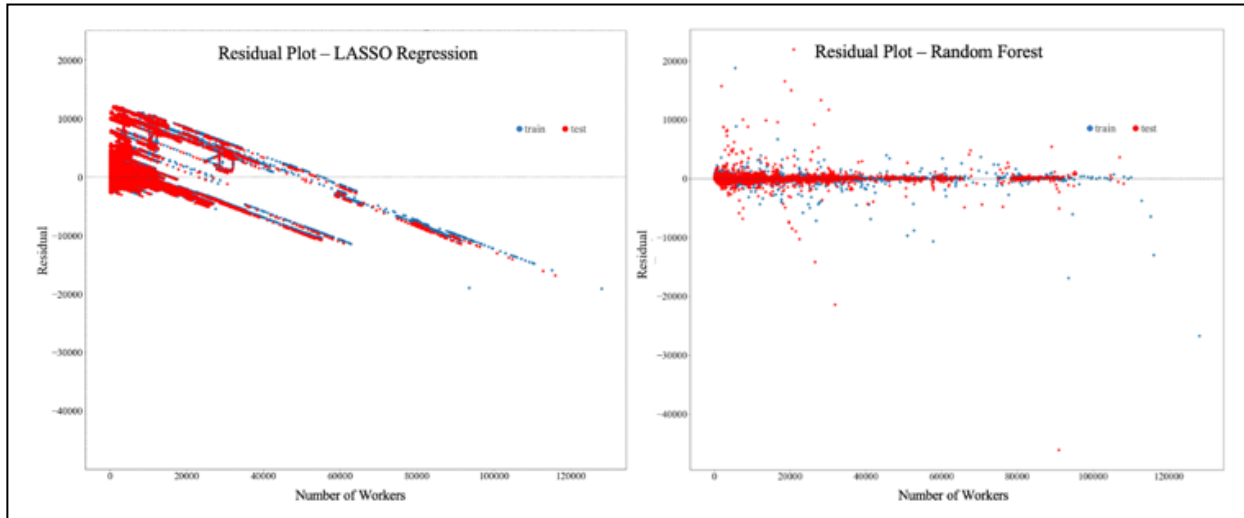 Residual Plot – LASSO Regression
20000
10000
0
−10000
−20000
−30000
−40000
Residual
train
test
0
20000
40000
60000
80000
100000
120000
Number of Workers
Residual Plot – Random Forest
20000
10000
0
−10000
−20000
−40000
Residual
train
test
0
20000
40000
60000
80000
100000
120000
Number of Workers